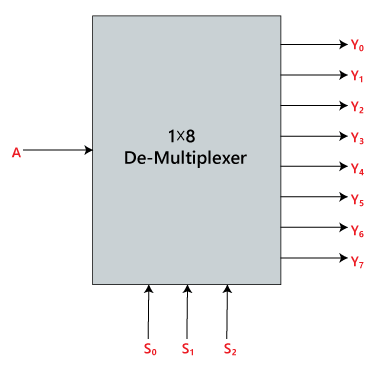 Y₀
Y₁
1☓8
Y₂
De-Multiplexer
Y₃
A
Y₄
Y₅
Y₆
Y₇
S₀ S₁ S₂